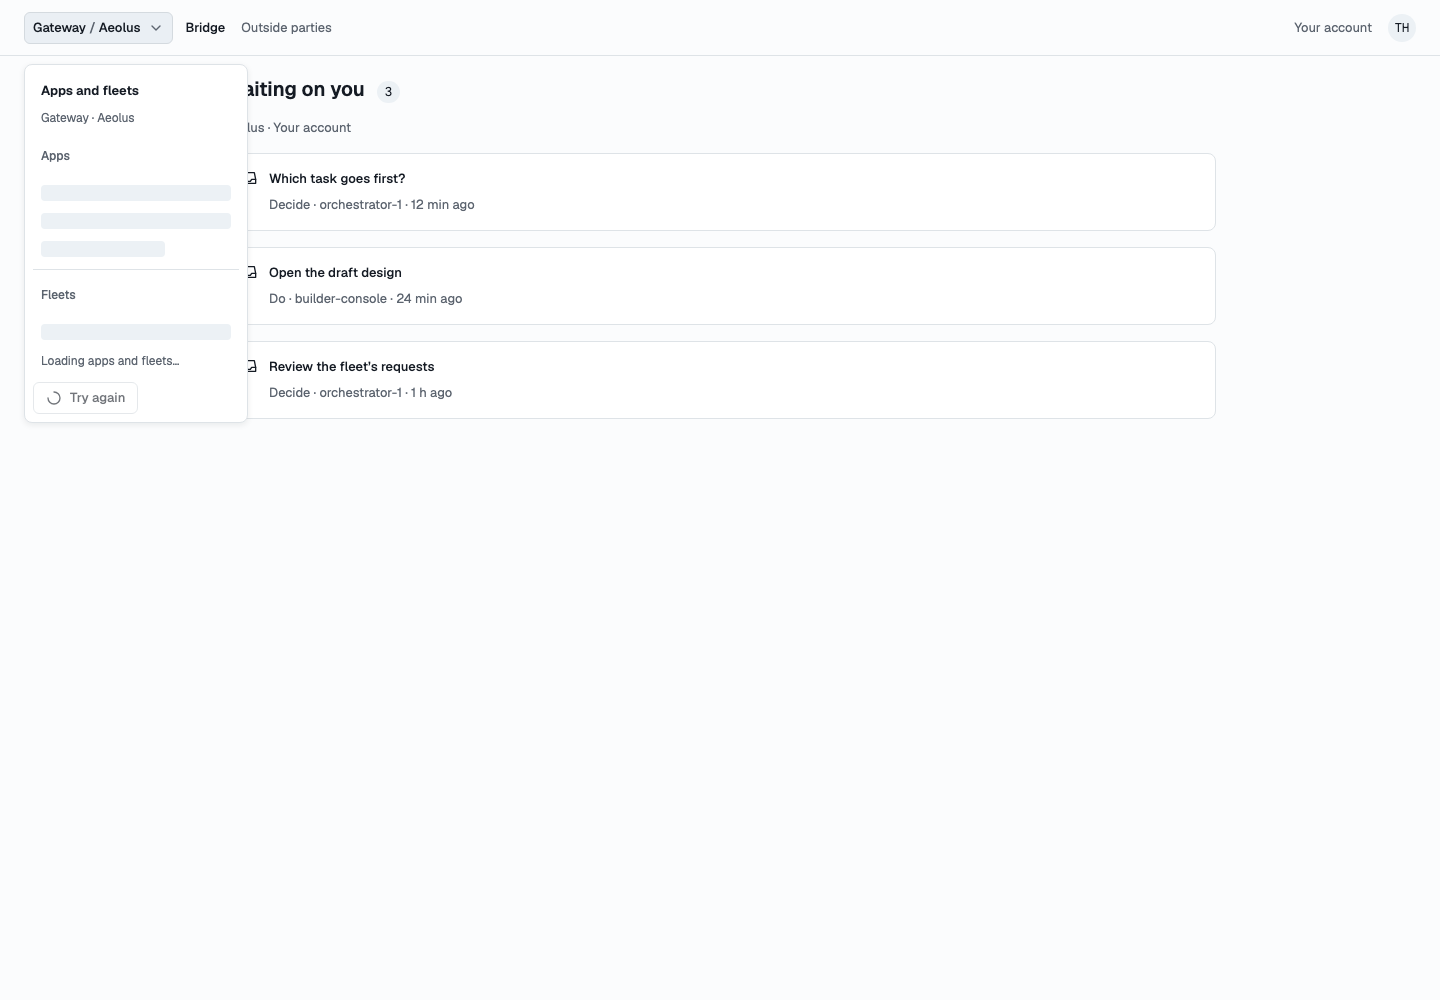 Gateway / Aeolus
Bridge
Outside parties
Your account
TH
Apps and fleets
Gateway · Aeolus
Apps
Fleets
Loading apps and fleets…
Try again
aiting on you
3
lus · Your account
Which task goes first?
Decide · orchestrator-1 · 12 min ago
Open the draft design
Do · builder-console · 24 min ago
Review the fleet's requests
Decide · orchestrator-1 · 1 h ago